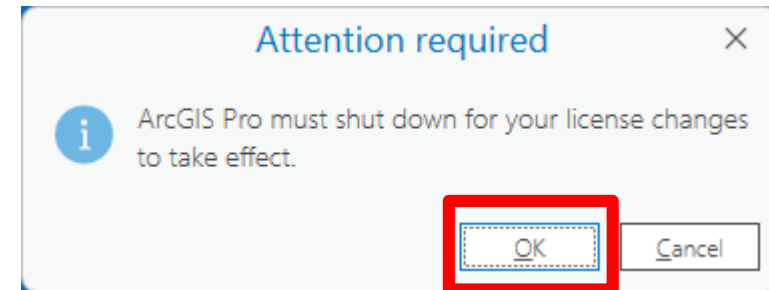 Attention required
ArcGIS Pro must shut down for your license changes
to take effect.
OK
Cancel